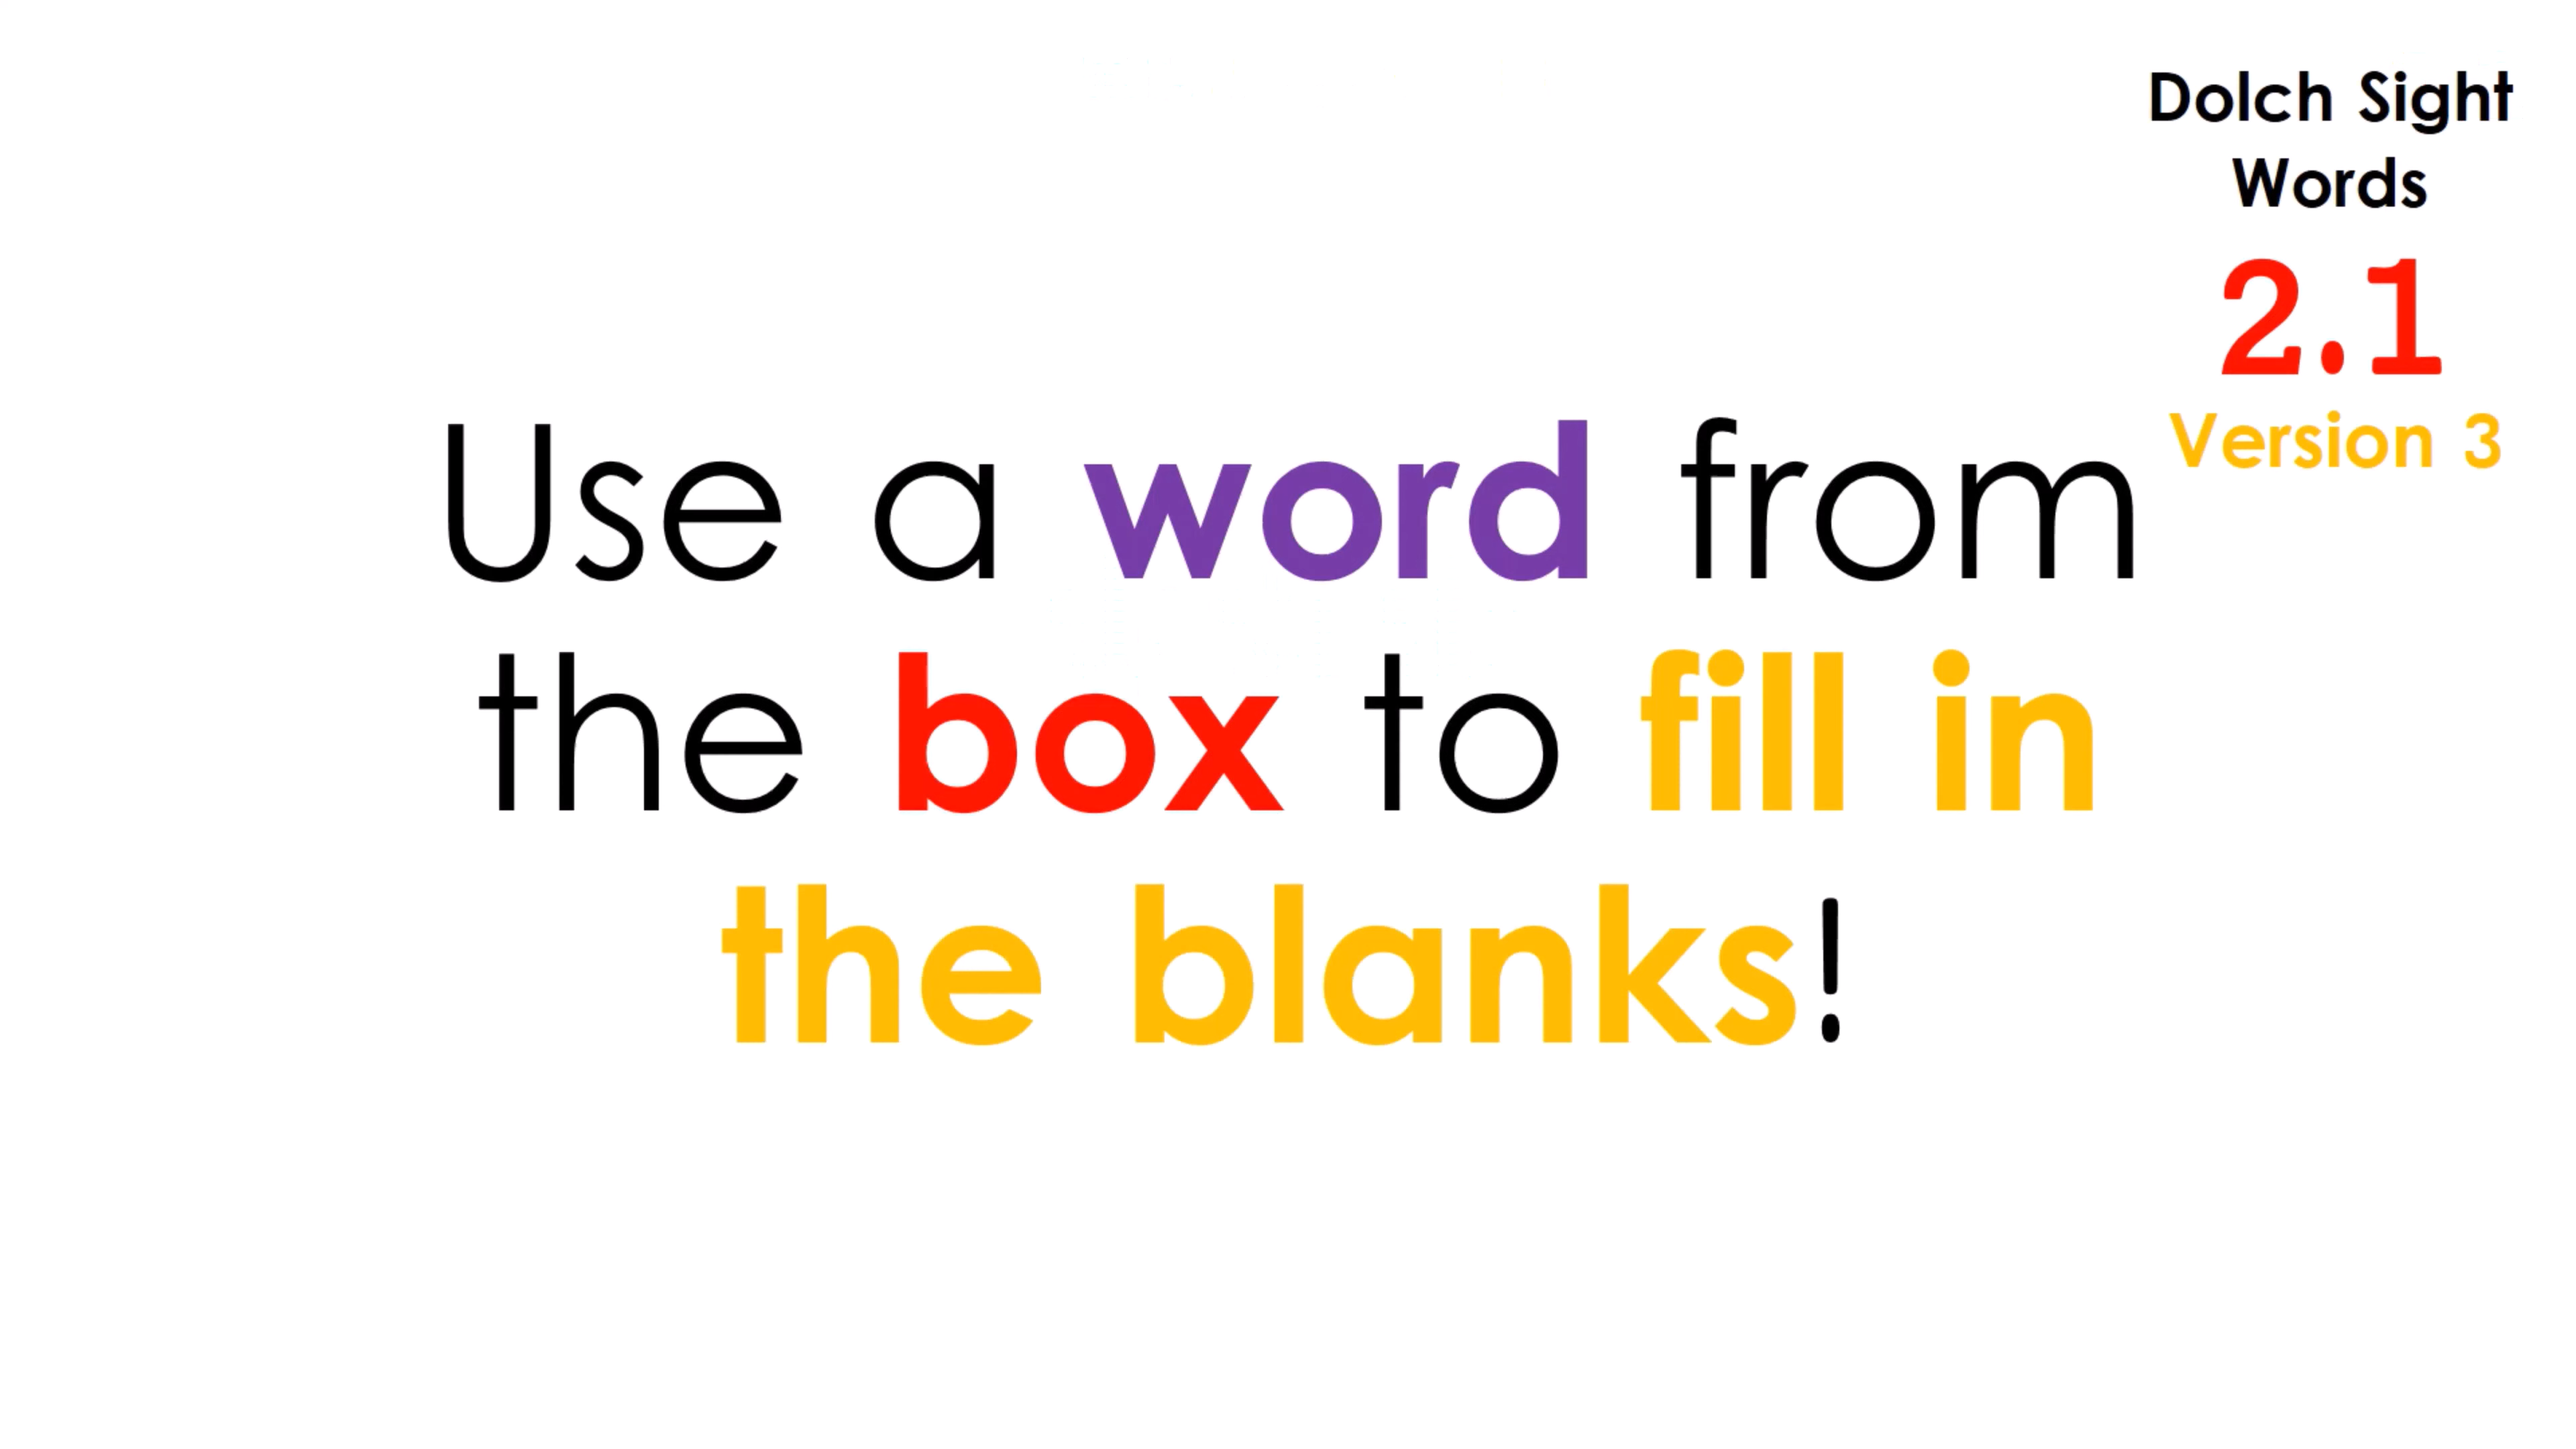 Dolch Sight
Words
2.1
Version 3
Use a word from
the box to fill in
the blanks!